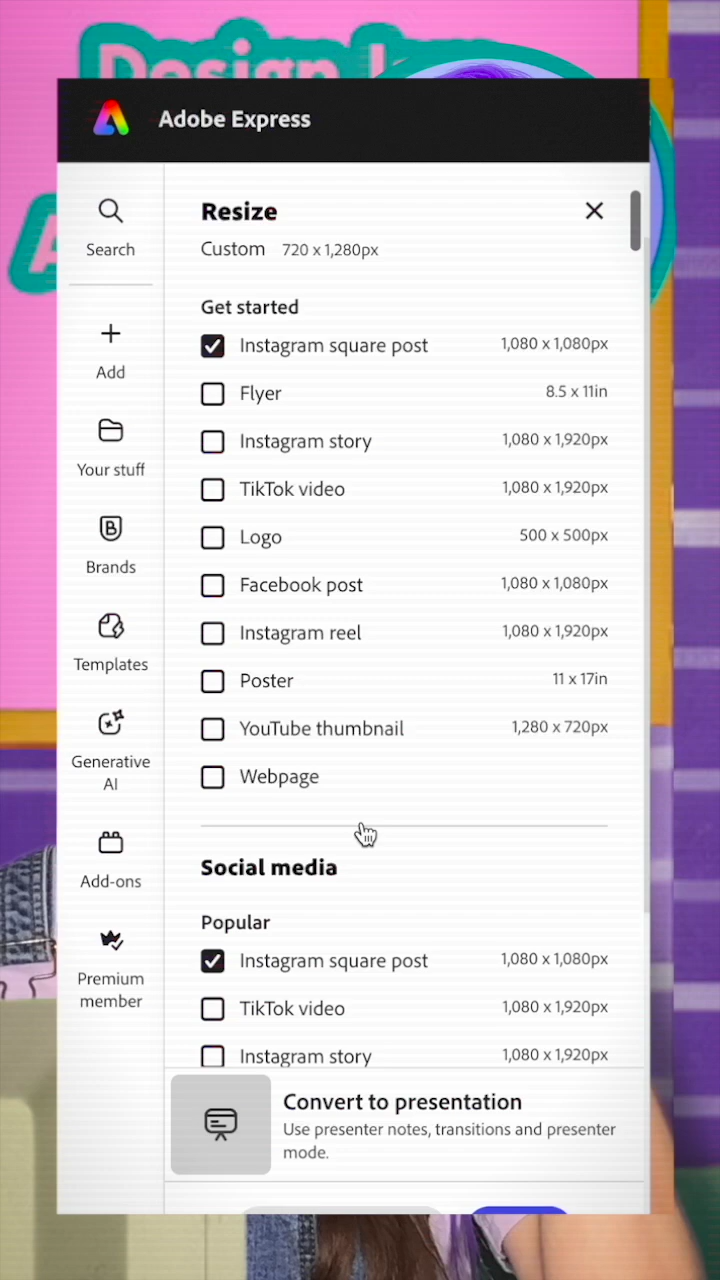 Design
Adobe Express
Search
Add
Your stuff
Brands
Templates
Generative
AI
Add-ons
Premium
member
Resize
Custom 720 x 1,280px
Get started
Instagram square post 1,080 x 1,080px
Flyer 8.5 x 11in
Instagram story 1,080 x 1,920px
TikTok video 1,080 x 1,920px
Logo 500 x 500px
Facebook post 1,080 x 1,080px
Instagram reel 1,080 x 1,920px
Poster 11 x 17in
YouTube thumbnail 1,280 x 720px
Webpage
Social media
Popular
Instagram square post 1,080 x 1,080px
TikTok video 1,080 x 1,920px
Instagram story 1,080 x 1,920px
Convert to presentation
Use presenter notes, transitions and presenter
mode.